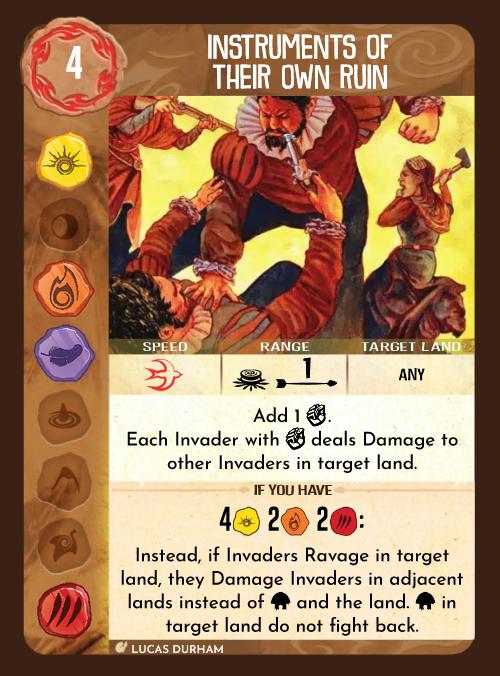 4
INSTRUMENTS OF
THEIR OWN RUIN
SPEED RANGE TARGET LAND
1 ANY
Add 1 .
Each Invader with deals Damage to
other Invaders in target land.
IF YOU HAVE
4 2 2 :
Instead, if Invaders Ravage in target
land, they Damage Invaders in adjacent
lands instead of and the land. in
target land do not fight back.
LUCAS DURHAM